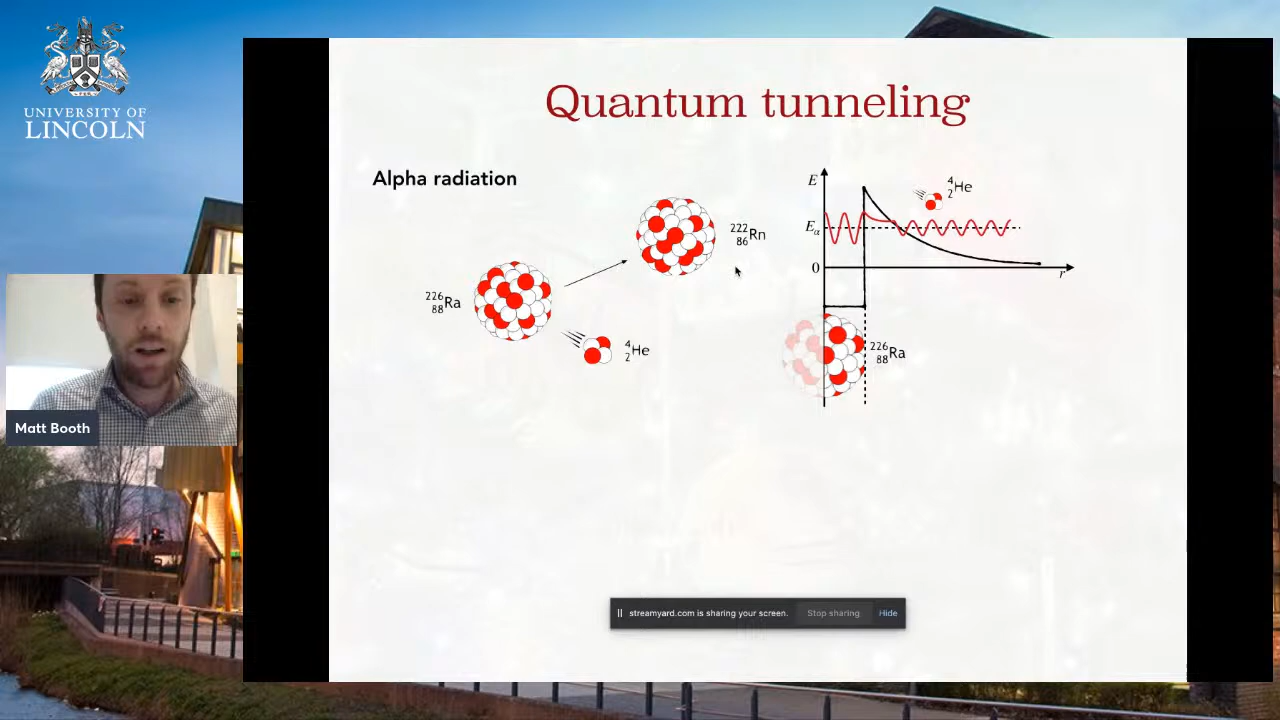 UNIVERSITY OF
LINCOLN
Quantum tunneling
Alpha radiation
226
88Ra
222
86Rn
4
2He
E
Eα
0
r
4
2He
226
88Ra
Matt Booth
streamyard.com is sharing your screen. Stop sharing Hide